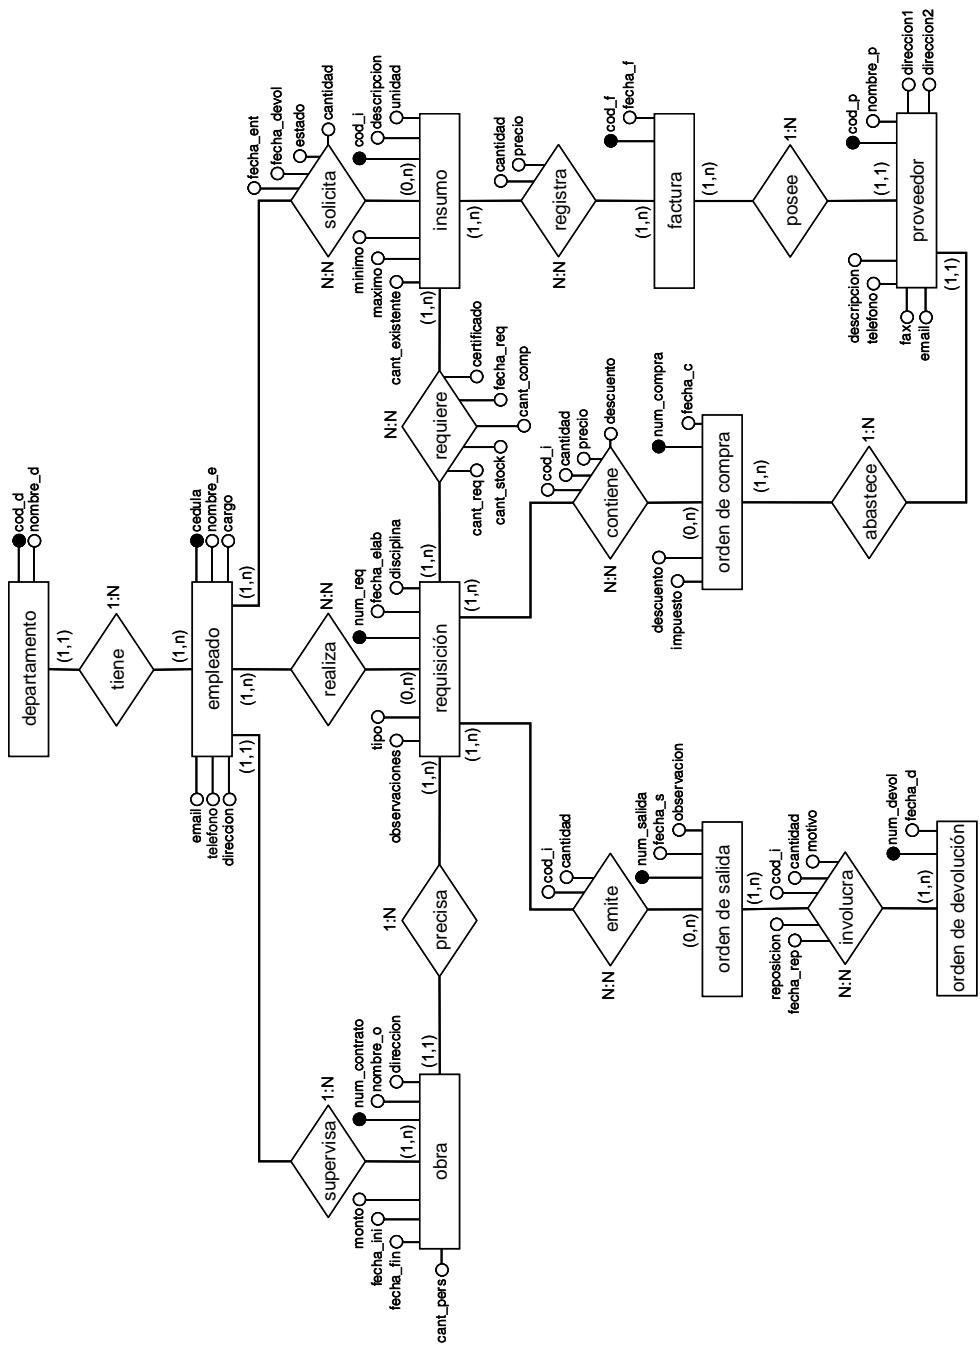 cod_d
nombre_d
departamento
(1,1)
1:N
tiene
(1,n)
cedula
nombre_e
cargo
empleado
email
telefono
direccion
(1,1)
(1,n)
(1,n)
1:N
supervisa
(1,n)
num_contrato
nombre_o
direccion
monto
fecha_ini
fecha_fin
cant_pers
obra
(1,1)
1:N
precisa
(1,n)
N:N
realiza
(0,n)
num_req
fecha_elab
disciplina
tipo
observaciones
requisición
(1,n)
(1,n)
(1,n)
fecha_ent
fecha_devol
estado
cantidad
solicita
N:N
(0,n)
cod_i
descripcion
unidad
minimo
maximo
cant_existente
insumo
(1,n)
(1,n)
N:N
requiere
certificado
fecha_req
cant_comp
cant_stock
cant_req
cantidad
precio
registra
N:N
(1,n)
cod_f
fecha_f
factura
(1,n)
1:N
posee
(1,1)
cod_p
nombre_p
direccion1
direccion2
descripcion
telefono
fax
email
proveedor
(1,1)
1:N
abastece
(1,n)
cod_i
cantidad
precio
descuento
contiene
N:N
(0,n)
num_compra
fecha_c
descuento
impuesto
orden de compra
cod_i
cantidad
emite
N:N
(0,n)
num_salida
fecha_s
observacion
orden de salida
(1,n)
reposicion
fecha_rep
cod_i
cantidad
motivo
involucra
N:N
(1,n)
num_devol
fecha_d
orden de devolución